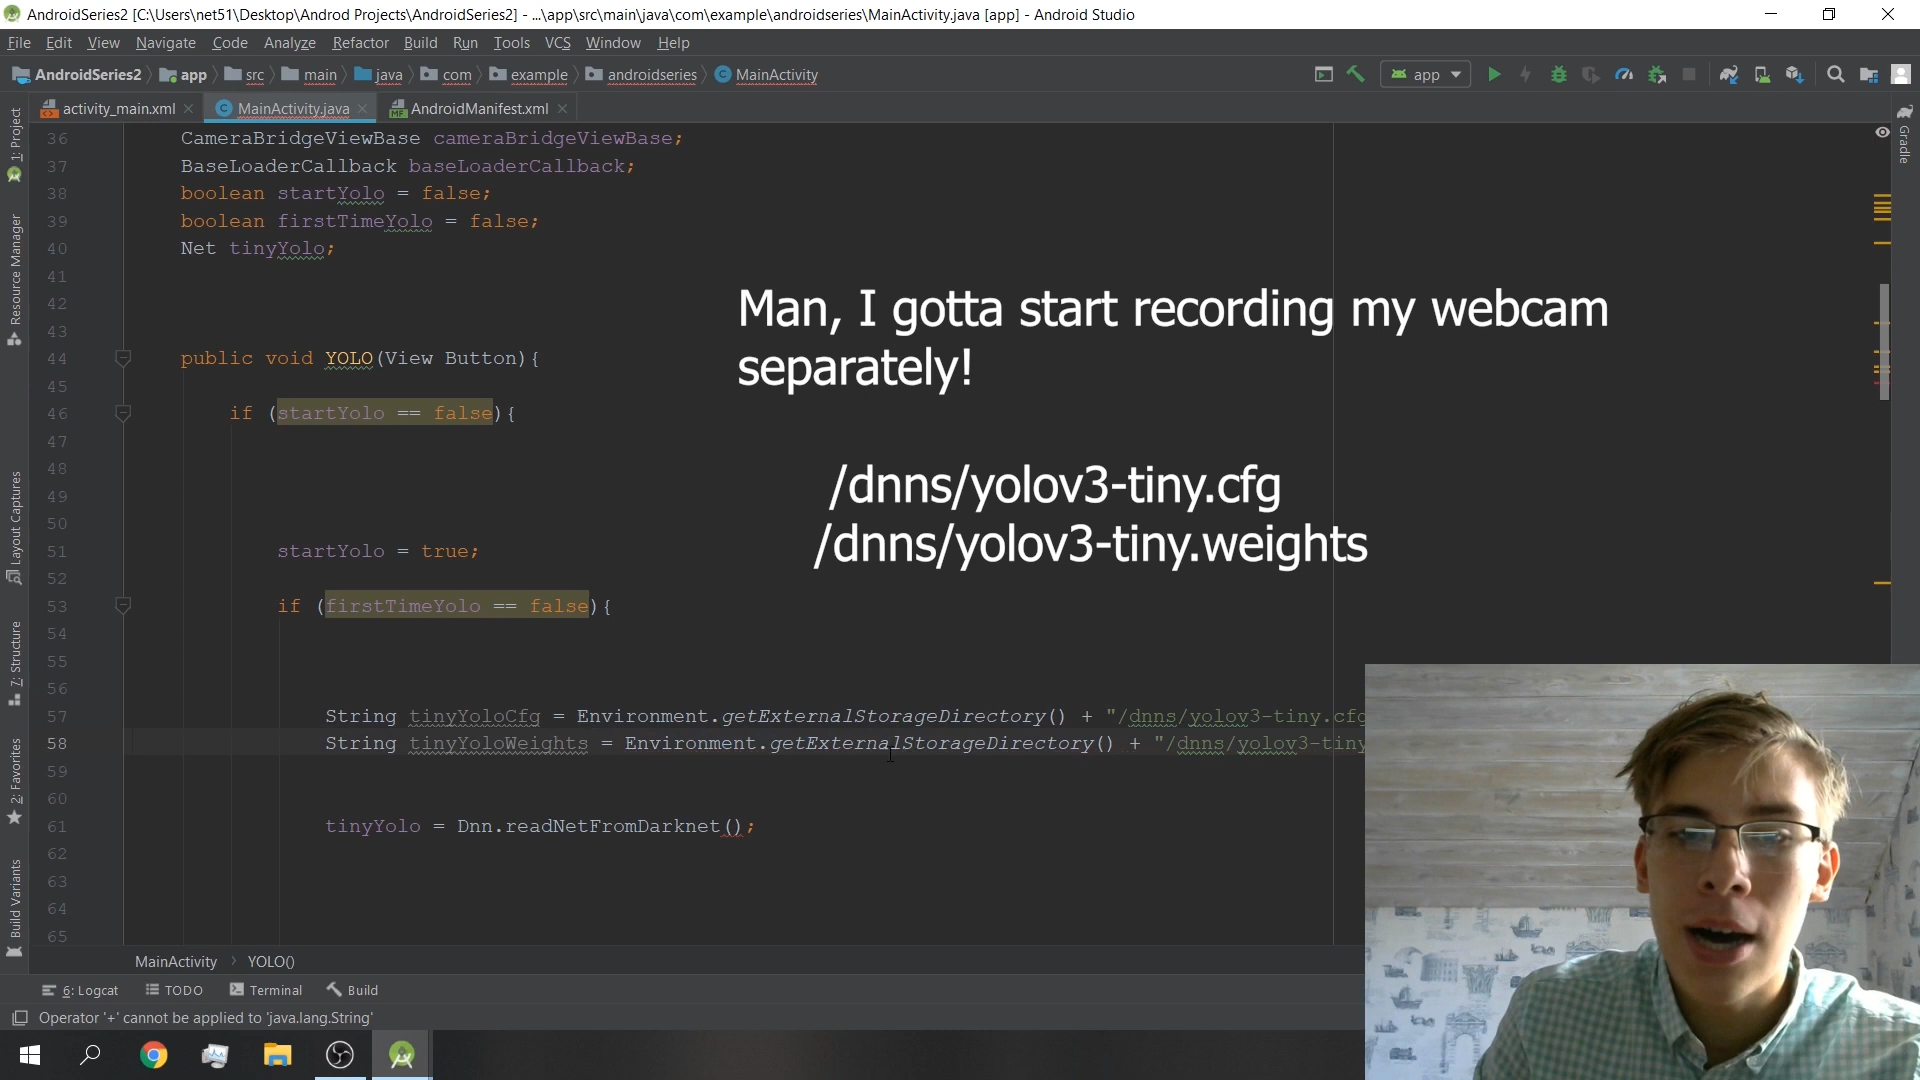 AndroidSeries2 [C:\Users\net51\Desktop\Androd Projects\AndroidSeries2] - ...\app\src\main\java\com\example\androidseries\MainActivity.java [app] - Android Studio
File Edit View Navigate Code Analyze Refactor Build Run Tools VCS Window Help
AndroidSeries2 app src main java com example androidseries MainActivity app
activity_main.xml MainActivity.java AndroidManifest.xml
1: Project
Resource Manager
Layout Captures
7: Structure
2: Favorites
Build Variants
Gradle
36 CameraBridgeViewBase cameraBridgeViewBase;
37 BaseLoaderCallback baseLoaderCallback;
38 boolean startYolo = false;
39 boolean firstTimeYolo = false;
40 Net tinyYolo;
41
42
43
44 public void YOLO(View Button){
45
46 if (startYolo == false){
47
48
49
50
51 startYolo = true;
52
53 if (firstTimeYolo == false){
54
55
56
57 String tinyYoloCfg = Environment.getExternalStorageDirectory() + "/dnns/yolov3-tiny.cfg
58 String tinyYoloWeights = Environment.getExternalStorageDirectory() + "/dnns/yolov3-tiny
59
60
61 tinyYolo = Dnn.readNetFromDarknet();
62
63
64
65
Man, I gotta start recording my webcam
separately!
/dnns/yolov3-tiny.cfg
/dnns/yolov3-tiny.weights
MainActivity YOLO()
6: Logcat TODO Terminal Build
Operator '+' cannot be applied to 'java.lang.String'